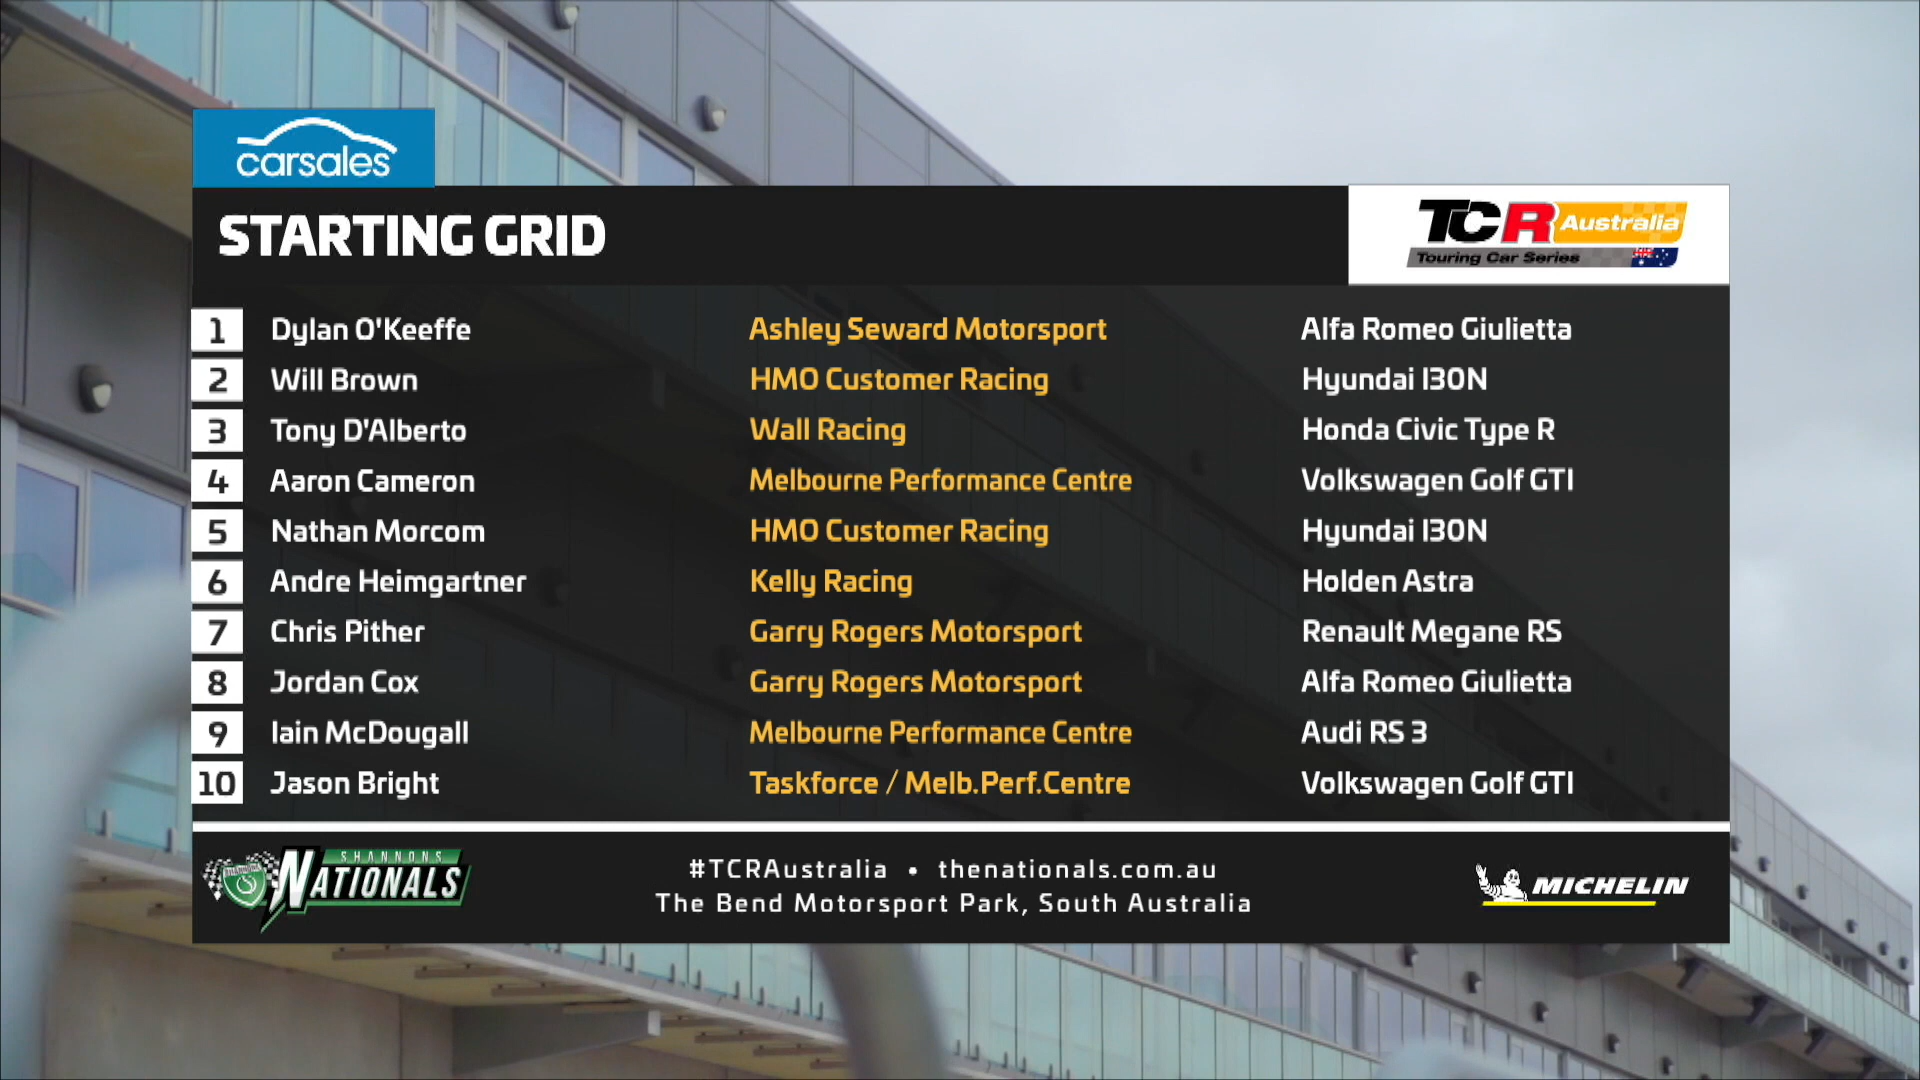 carsales
STARTING GRID
TCR Australia
Touring Car Series
1 Dylan O'Keeffe Ashley Seward Motorsport Alfa Romeo Giulietta
2 Will Brown HMO Customer Racing Hyundai I30N
3 Tony D'Alberto Wall Racing Honda Civic Type R
4 Aaron Cameron Melbourne Performance Centre Volkswagen Golf GTI
5 Nathan Morcom HMO Customer Racing Hyundai I30N
6 Andre Heimgartner Kelly Racing Holden Astra
7 Chris Pither Garry Rogers Motorsport Renault Megane RS
8 Jordan Cox Garry Rogers Motorsport Alfa Romeo Giulietta
9 Iain McDougall Melbourne Performance Centre Audi RS 3
10 Jason Bright Taskforce / Melb.Perf.Centre Volkswagen Golf GTI
SHANNONS
NATIONALS
#TCRAustralia • thenationals.com.au
The Bend Motorsport Park, South Australia
MICHELIN